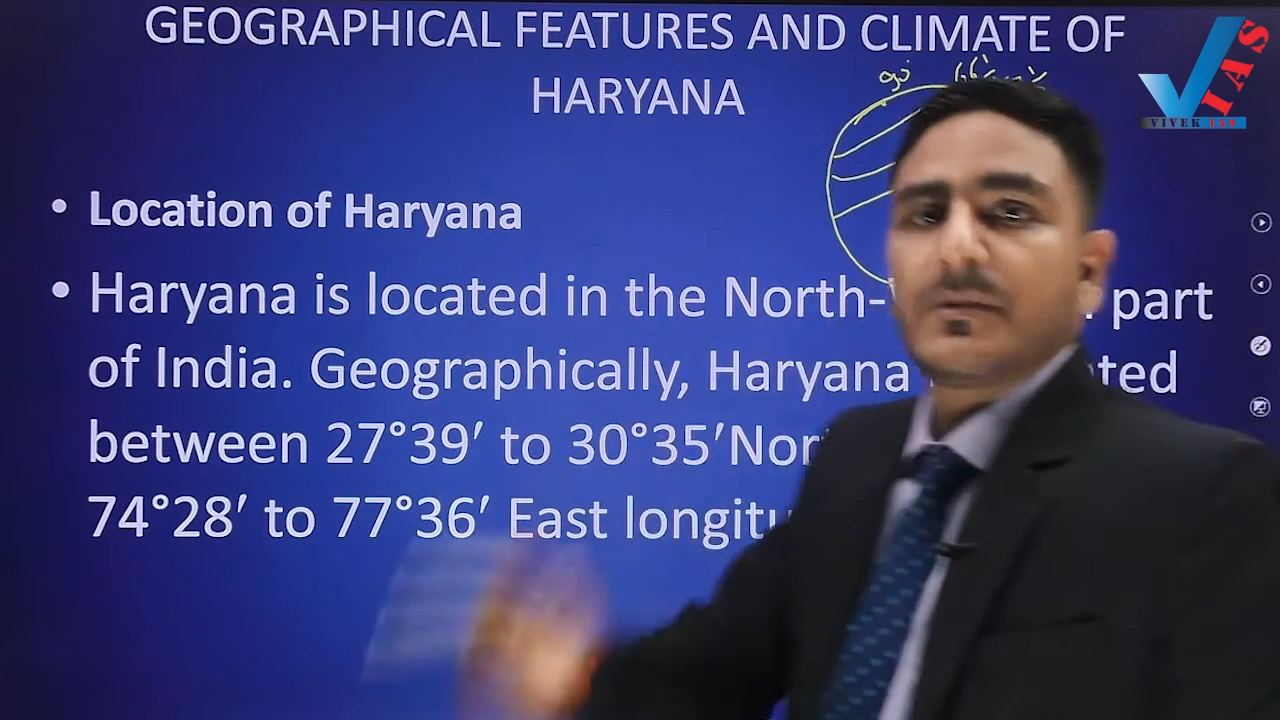 GEOGRAPHICAL FEATURES AND CLIMATE OF
HARYANA
VIAS
VIVEK IAS
• Location of Haryana
• Haryana is located in the North- part
of India. Geographically, Haryana
between 27°39′ to 30°35′
74°28′ to 77°36′ East